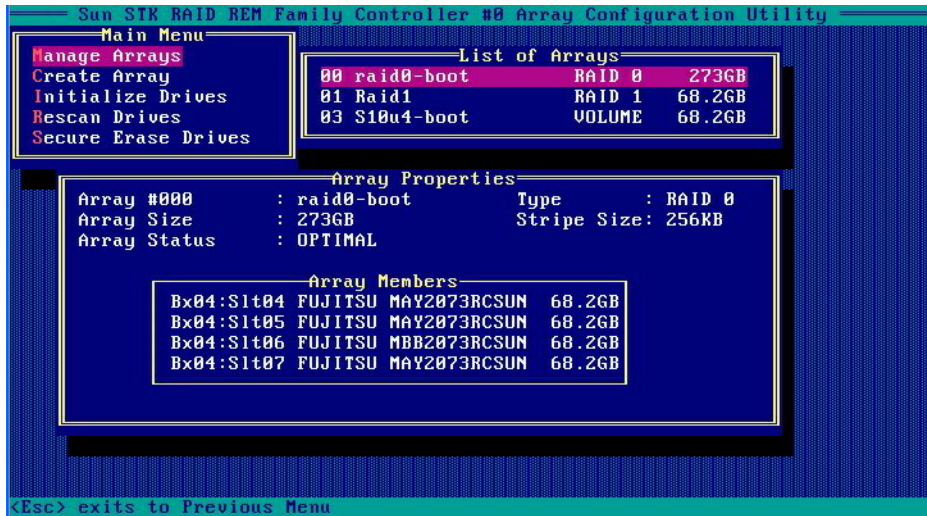 Sun STK RAID REM Family Controller #0 Array Configuration Utility
Main Menu
Manage Arrays
Create Array
Initialize Drives
Rescan Drives
Secure Erase Drives
List of Arrays
00 raid0-boot RAID 0 273GB
01 Raid1 RAID 1 68.2GB
03 S10u4-boot VOLUME 68.2GB
Array Properties
Array #000 : raid0-boot Type : RAID 0
Array Size : 273GB Stripe Size: 256KB
Array Status : OPTIMAL
Array Members
Bx04:Slt04 FUJITSU MAY2073RCSUN 68.2GB
Bx04:Slt05 FUJITSU MAY2073RCSUN 68.2GB
Bx04:Slt06 FUJITSU MBB2073RCSUN 68.2GB
Bx04:Slt07 FUJITSU MAY2073RCSUN 68.2GB
<Esc> exits to Previous Menu